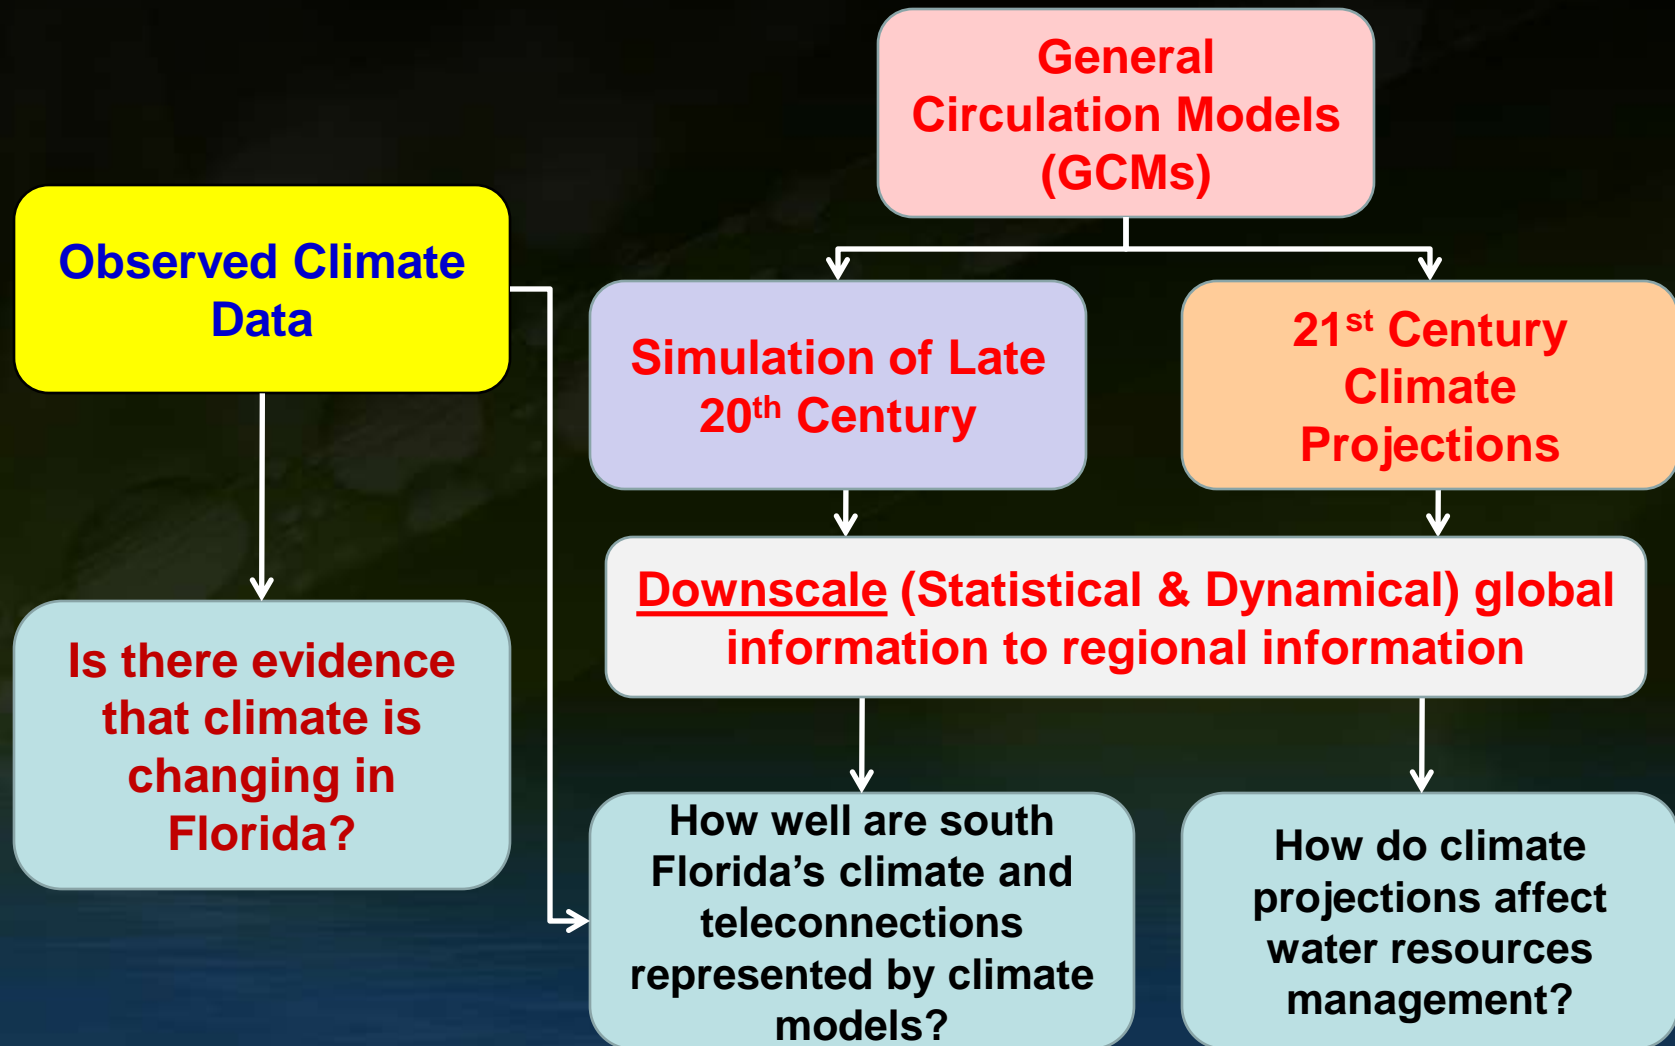 General
Circulation Models
(GCMs)
Observed Climate
Data
Simulation of Late
20th Century
21st Century
Climate
Projections
Downscale (Statistical & Dynamical) global
information to regional information
Is there evidence
that climate is
changing in
Florida?
How well are south
Florida’s climate and
teleconnections
represented by climate
models?
How do climate
projections affect
water resources
management?